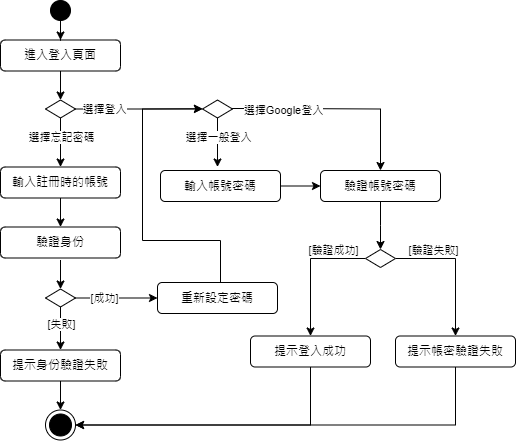 進入登入頁面
選擇登入
選擇Google登入
選擇忘記密碼
選擇一般登入
輸入註冊時的帳號
輸入帳號密碼
驗證帳號密碼
驗證身份
[驗證成功]
[驗證失敗]
[成功]
重新設定密碼
[失敗]
提示身份驗證失敗
提示登入成功
提示帳密驗證失敗